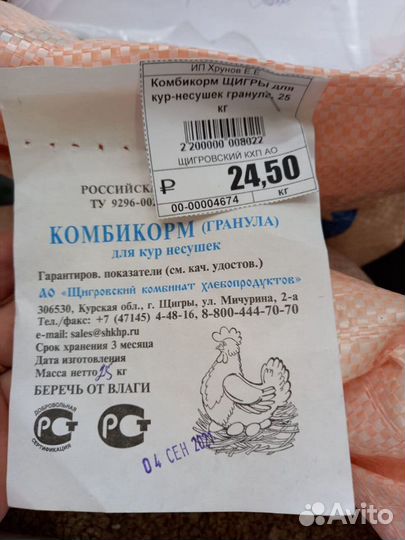 ИП Хрунов Е Е
Комбикорм ЩИГРЫ для
кур-несушек гранула, 25
кг
2 200000 008022
ЩИГРОВСКИЙ КХП АО
₽ 24,50
00-00004674 кг
РОССИЙСКАЯ
ТУ 9296-00
КОМБИКОРМ (ГРАНУЛА)
для кур несушек
Гарантиров. показатели (см. кач. удостов.)
АО «Щигровский комбинат хлебопродуктов»
306530, Курская обл., г. Щигры, ул. Мичурина, 2-а
Тел./факс: +7 (47145) 4-48-16, 8-800-444-70-70
e-mail: sales@shkhp.ru
Срок хранения 3 месяца
Дата изготовления
Масса нетто 25 кг
БЕРЕЧЬ ОТ ВЛАГИ
ДОБРОВОЛЬНАЯ
СЕРТИФИКАЦИЯ
04 СЕН 2021
Avito